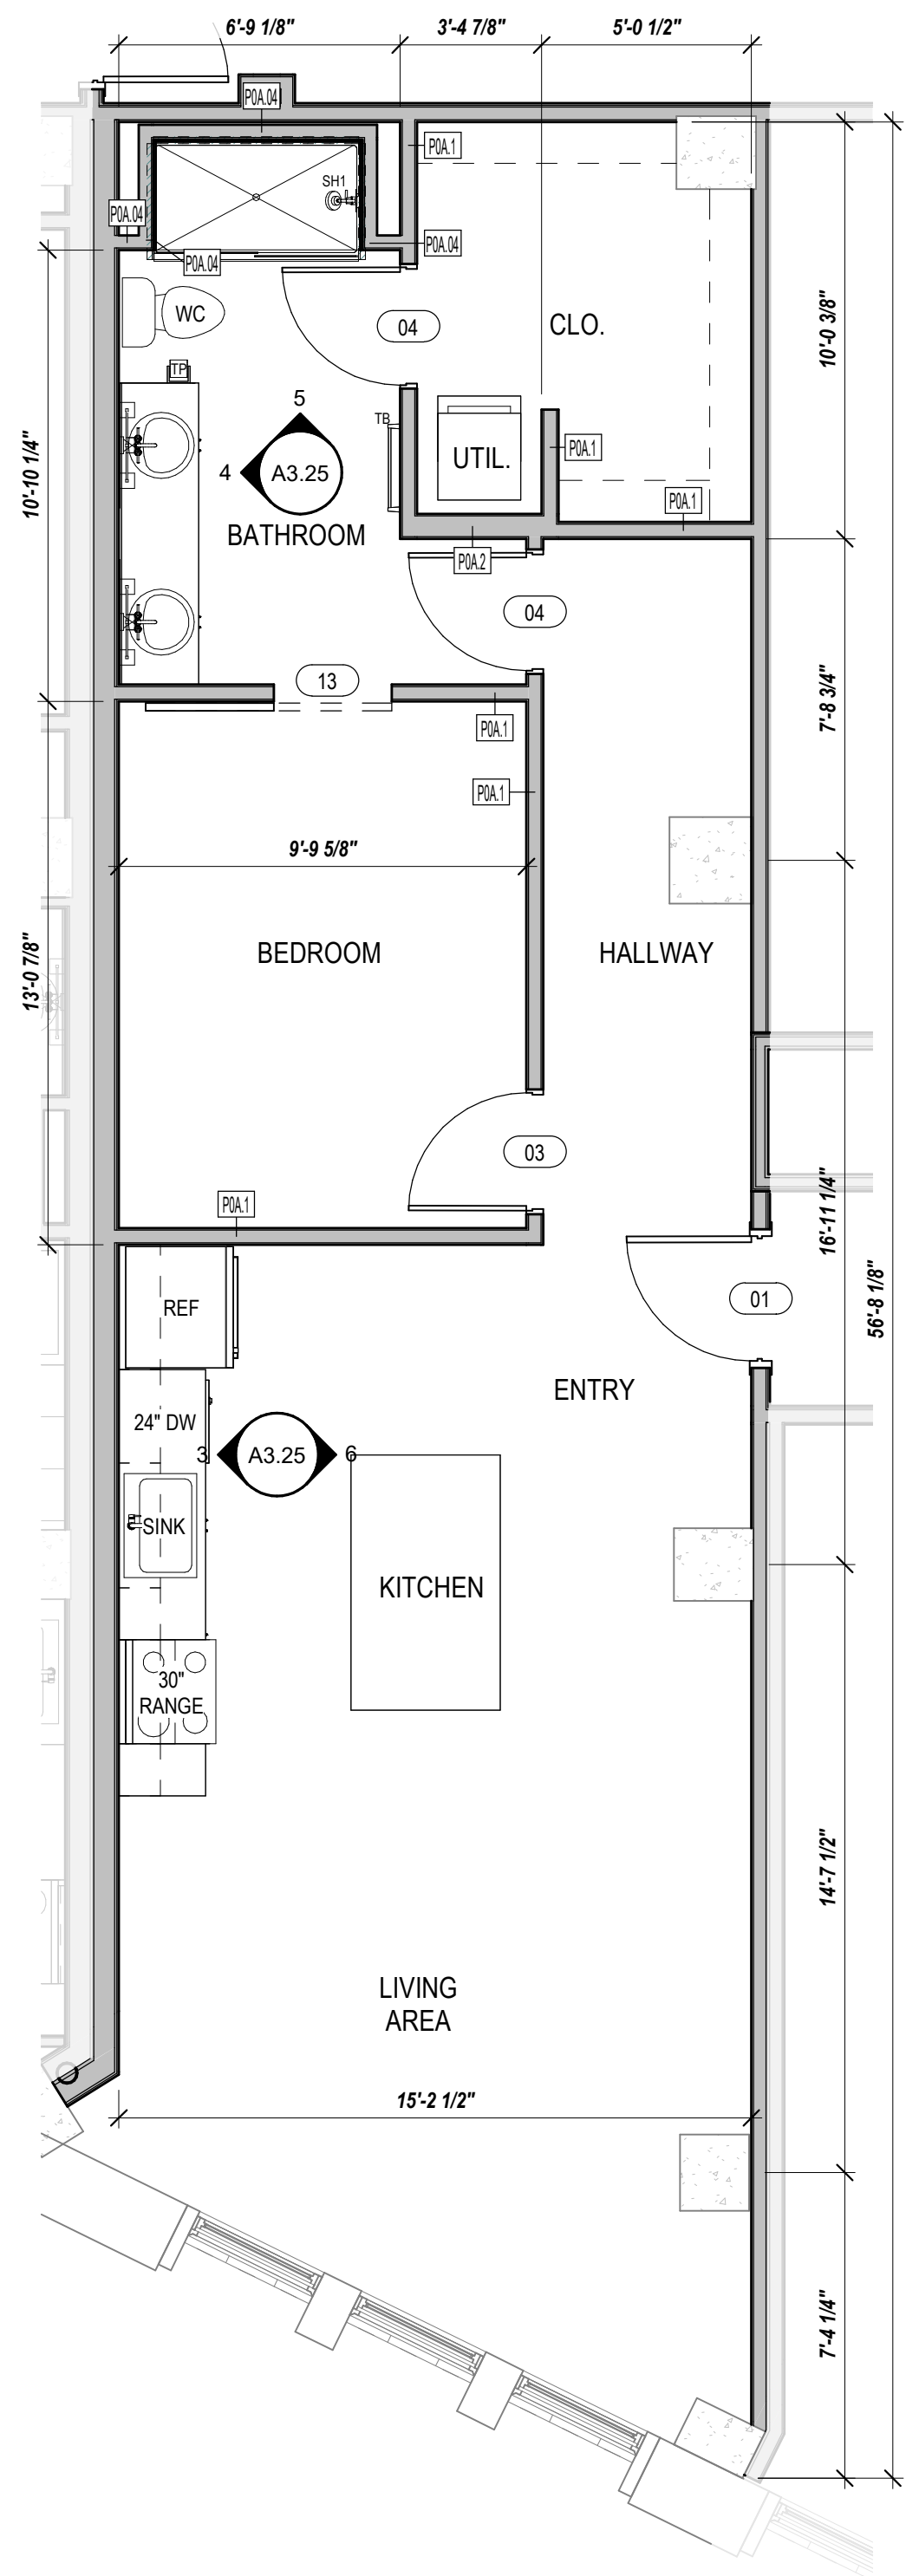 6'-9 1/8"
3'-4 7/8"
5'-0 1/2"
P0A.04
P0A.1
SH1
P0A.04
P0A.04
P0A.04
WC
04
CLO.
10'-0 3/8"
TP
5
TB
4
A3.25
UTIL.
P0A.1
10'-10 1/4"
P0A.1
BATHROOM
P0A.2
04
13
7'-8 3/4"
P0A.1
P0A.1
9'-9 5/8"
BEDROOM
HALLWAY
13'-0 7/8"
03
P0A.1
16'-11 1/4"
56'-8 1/8"
01
REF
ENTRY
24" DW
3
A3.25
6
SINK
KITCHEN
30"
RANGE
14'-7 1/2"
LIVING
AREA
15'-2 1/2"
7'-4 1/4"